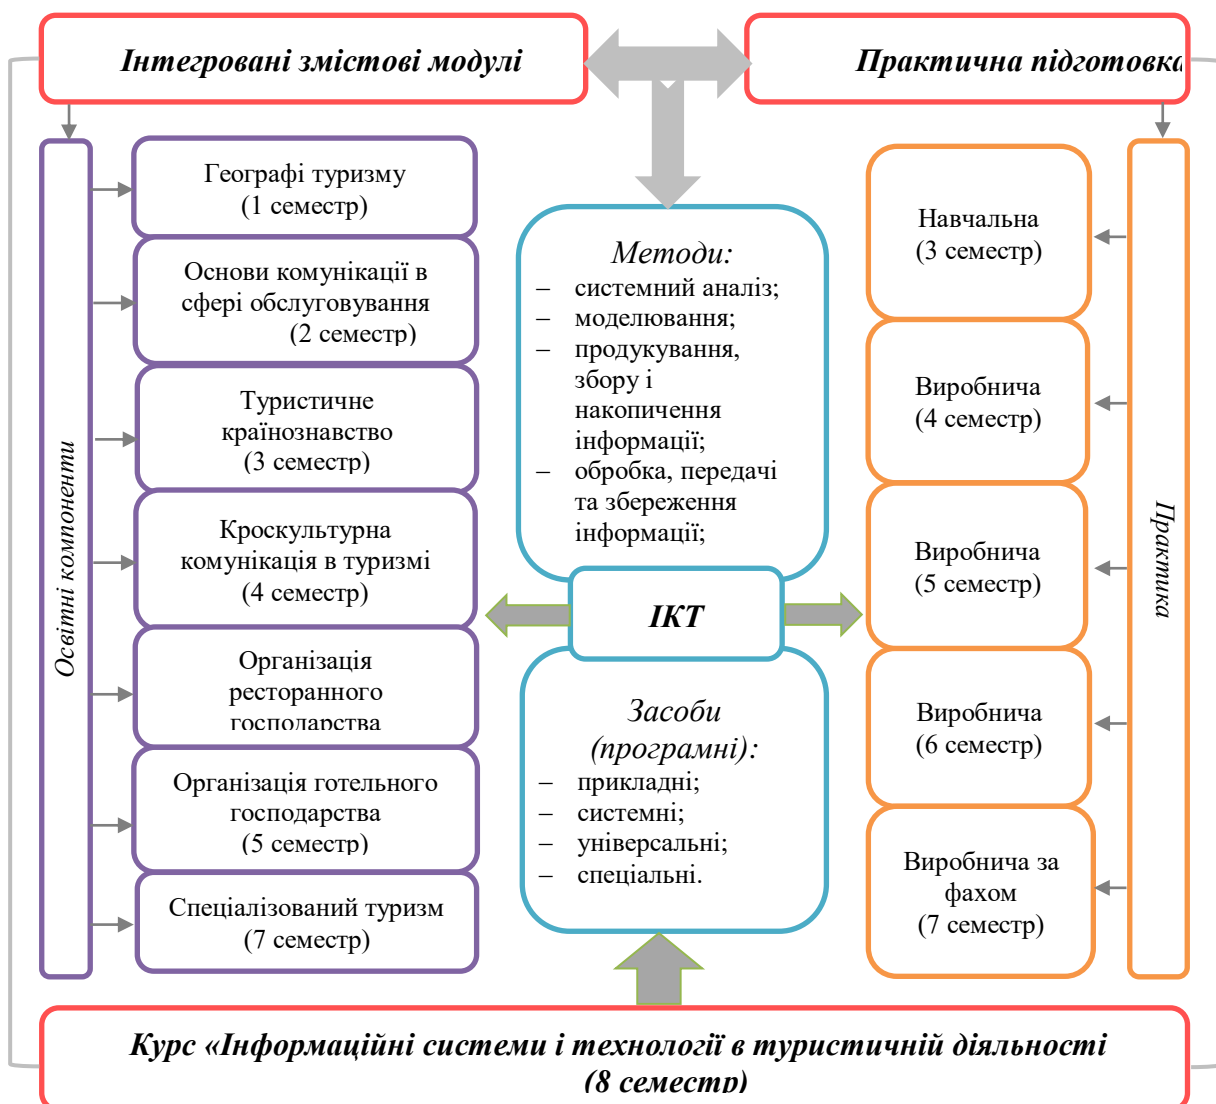 Інтегровані змістові модулі
Практична підготовка
Освітні компоненти
Географі туризму
(1 семестр)
Основи комунікації в
сфері обслуговування
(2 семестр)
Туристичне
країнознавство
(3 семестр)
Кроскультурна
комунікація в туризмі
(4 семестр)
Організація
ресторанного
господарства
Організація готельного
господарства
(5 семестр)
Спеціалізований туризм
(7 семестр)
Методи:
– системний аналіз;
– моделювання;
– продукування,
збору і
накопичення
інформації;
– обробка, передачі
та збереження
інформації;
ІКТ
Засоби
(програмні):
– прикладні;
– системні;
– універсальні;
– спеціальні.
Навчальна
(3 семестр)
Виробнича
(4 семестр)
Виробнича
(5 семестр)
Виробнича
(6 семестр)
Виробнича за
фахом
(7 семестр)
Практика
Курс «Інформаційні системи і технології в туристичній діяльності
(8 семестр)